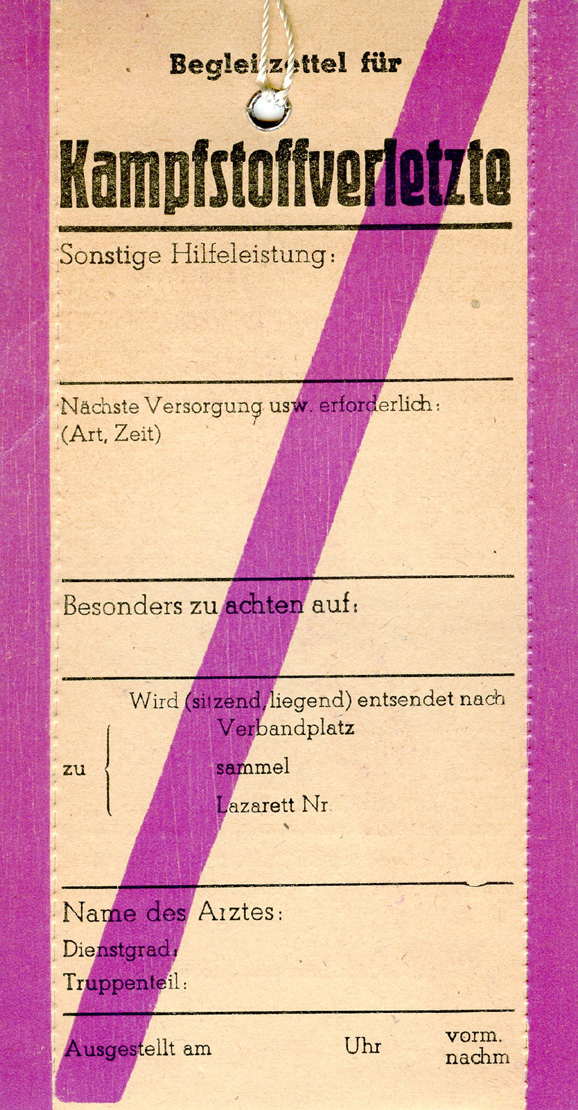 Begleitzettel für
Kampfstoffverletzte
Sonstige Hilfeleistung:
Nächste Versorgung usw. erforderlich:
(Art, Zeit)
Besonders zu achten auf:
Wird (sitzend, liegend) entsendet nach
Verbandplatz
zu { sammel
Lazarett Nr.
Name des Arztes:
Dienstgrad:
Truppenteil:
Ausgestellt am Uhr vorm.
nachm